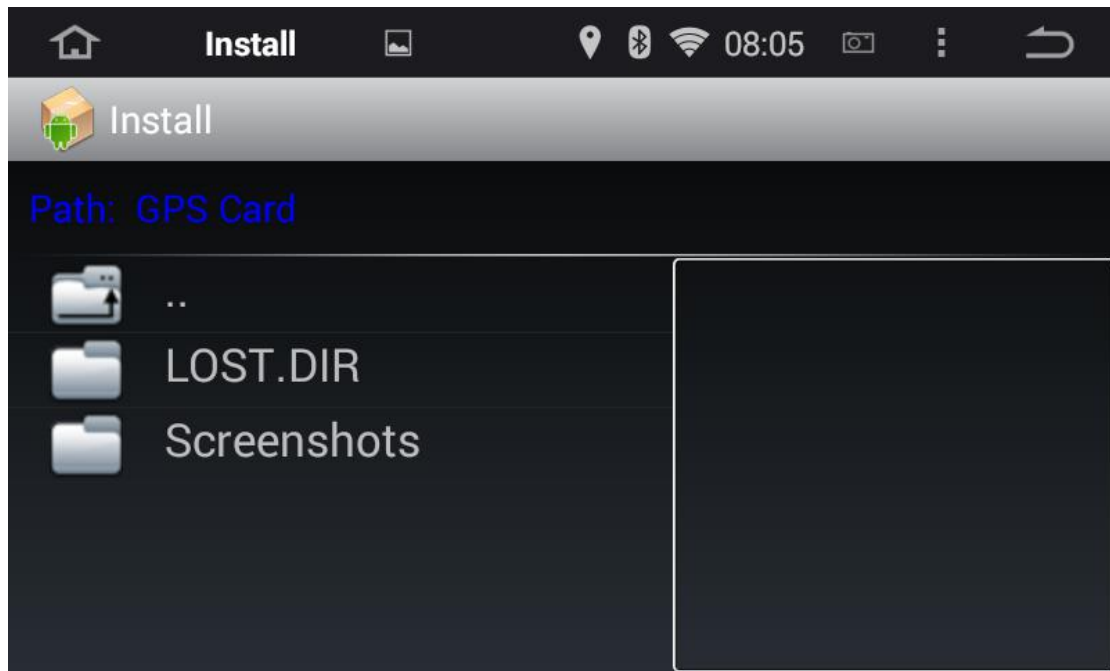 Install 08:05
Install
Path: GPS Card
..
LOST.DIR
Screenshots